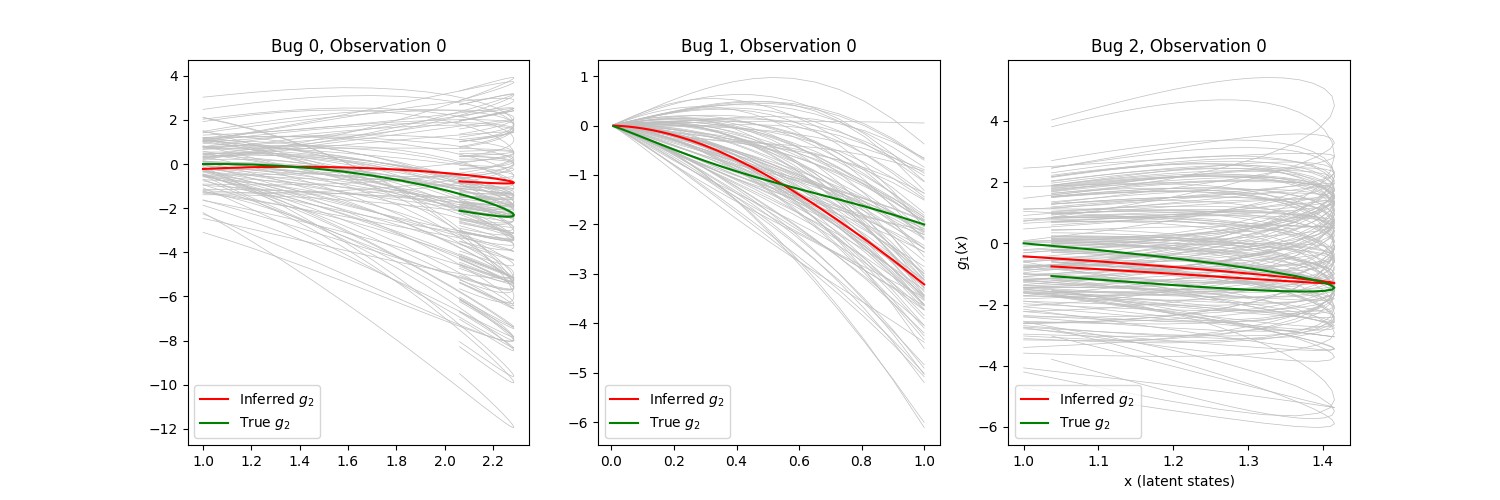 Bug 0, Observation 0
4
2
0
−2
−4
−6
−8
−10
−12
1.0 1.2 1.4 1.6 1.8 2.0 2.2
Inferred g₂
True g₂
Bug 1, Observation 0
1
0
−1
−2
−3
−4
−5
−6
0.0 0.2 0.4 0.6 0.8 1.0
Inferred g₂
True g₂
Bug 2, Observation 0
g₁(x)
4
2
0
−2
−4
−6
1.0 1.1 1.2 1.3 1.4
x (latent states)
Inferred g₂
True g₂